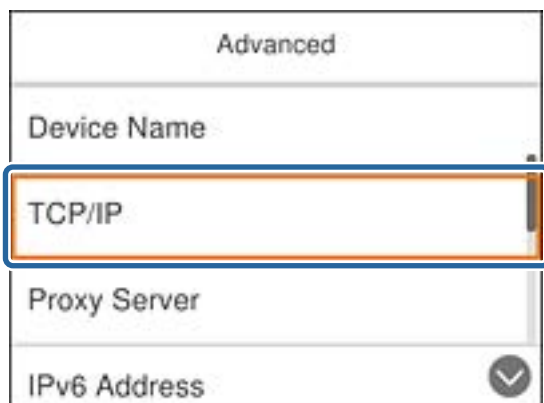 Advanced
Device Name
TCP/IP
Proxy Server
IPv6 Address